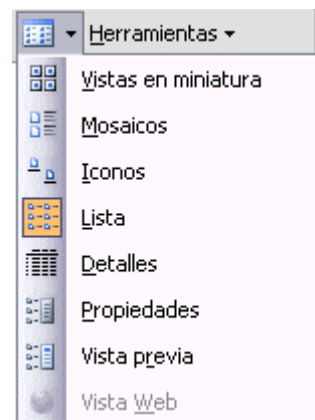 Herramientas
Vistas en miniatura
Mosaicos
Iconos
Lista
Detalles
Propiedades
Vista previa
Vista Web